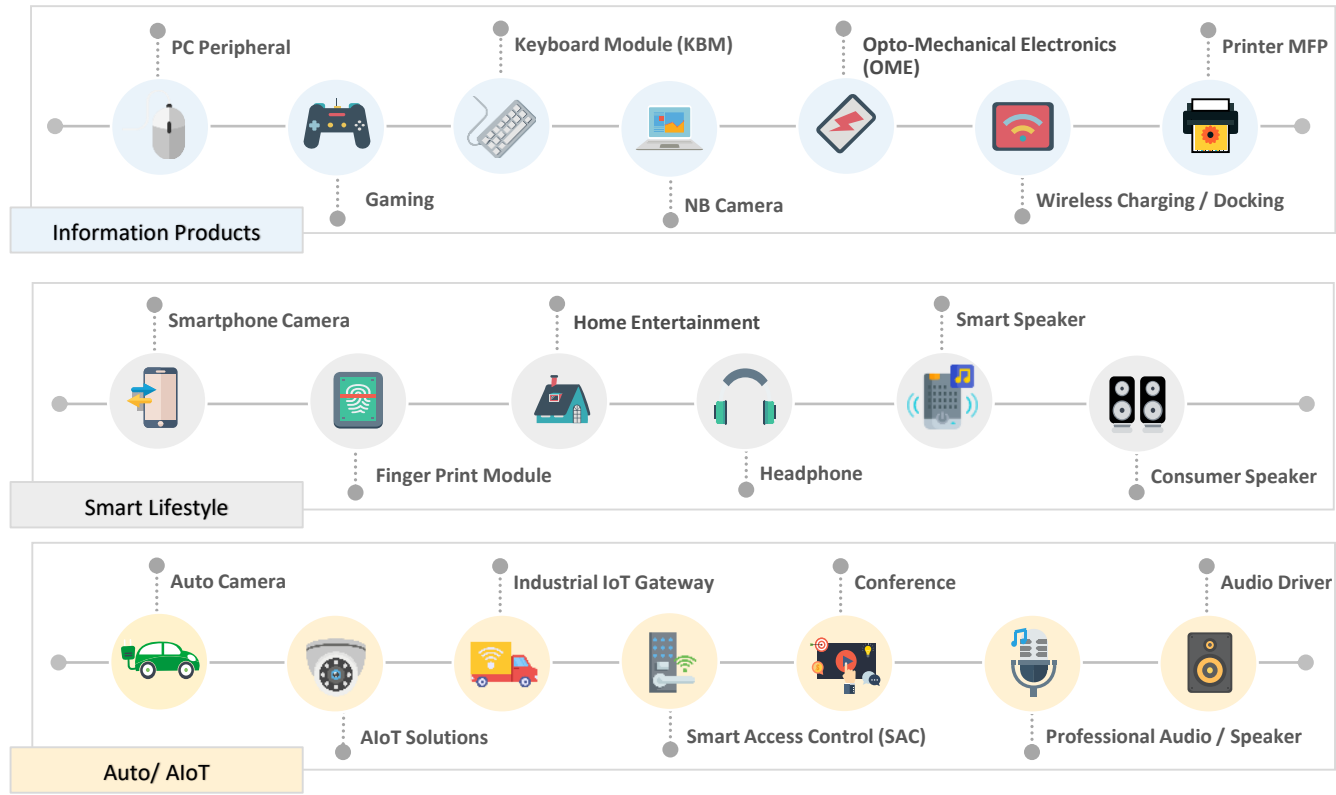 PC Peripheral
Gaming
Keyboard Module (KBM)
NB Camera
Opto-Mechanical Electronics
(OME)
Wireless Charging / Docking
Printer MFP
Information Products
Smartphone Camera
Finger Print Module
Home Entertainment
Headphone
Smart Speaker
Consumer Speaker
Smart Lifestyle
Auto Camera
AIoT Solutions
Industrial IoT Gateway
Smart Access Control (SAC)
Conference
Professional Audio / Speaker
Audio Driver
Auto/ AIoT